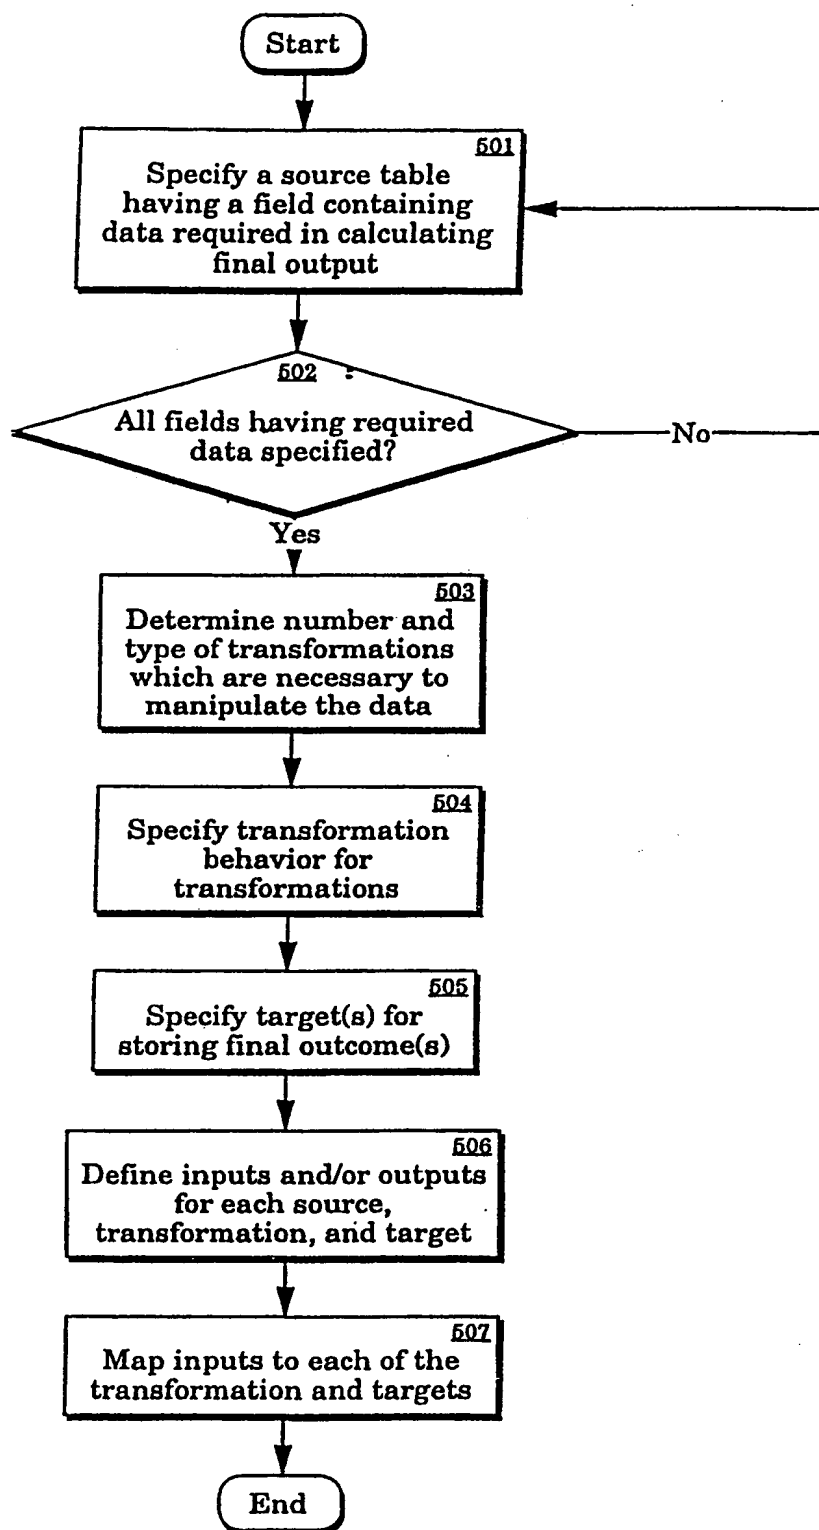 Start
501
Specify a source table
having a field containing
data required in calculating
final output
502
All fields having required
data specified?
No
Yes
503
Determine number and
type of transformations
which are necessary to
manipulate the data
504
Specify transformation
behavior for
transformations
505
Specify target(s) for
storing final outcome(s)
506
Define inputs and/or outputs
for each source,
transformation, and target
507
Map inputs to each of the
transformation and targets
End